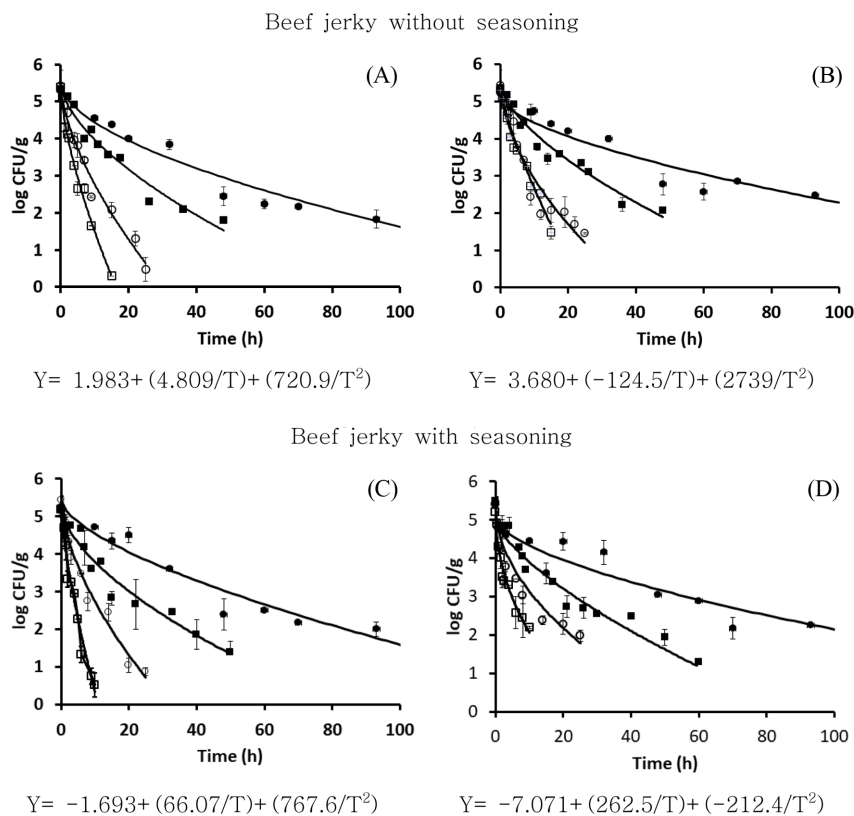 Beef jerky without seasoning
(A)
6
5
4
3
2
1
0
log CFU/g
0 20 40 60 80 100
Time (h)
Y= 1.983+(4.809/T)+(720.9/T²)
(B)
6
5
4
3
2
1
0
log CFU/g
0 20 40 60 80 100
Time (h)
Y= 3.680+(-124.5/T)+(2739/T²)
Beef jerky with seasoning
(C)
6
5
4
3
2
1
0
log CFU/g
0 20 40 60 80 100
Time (h)
Y= -1.693+(66.07/T)+(767.6/T²)
(D)
6
5
4
3
2
1
0
log CFU/g
0 20 40 60 80 100
Time (h)
Y= -7.071+(262.5/T)+(-212.4/T²)